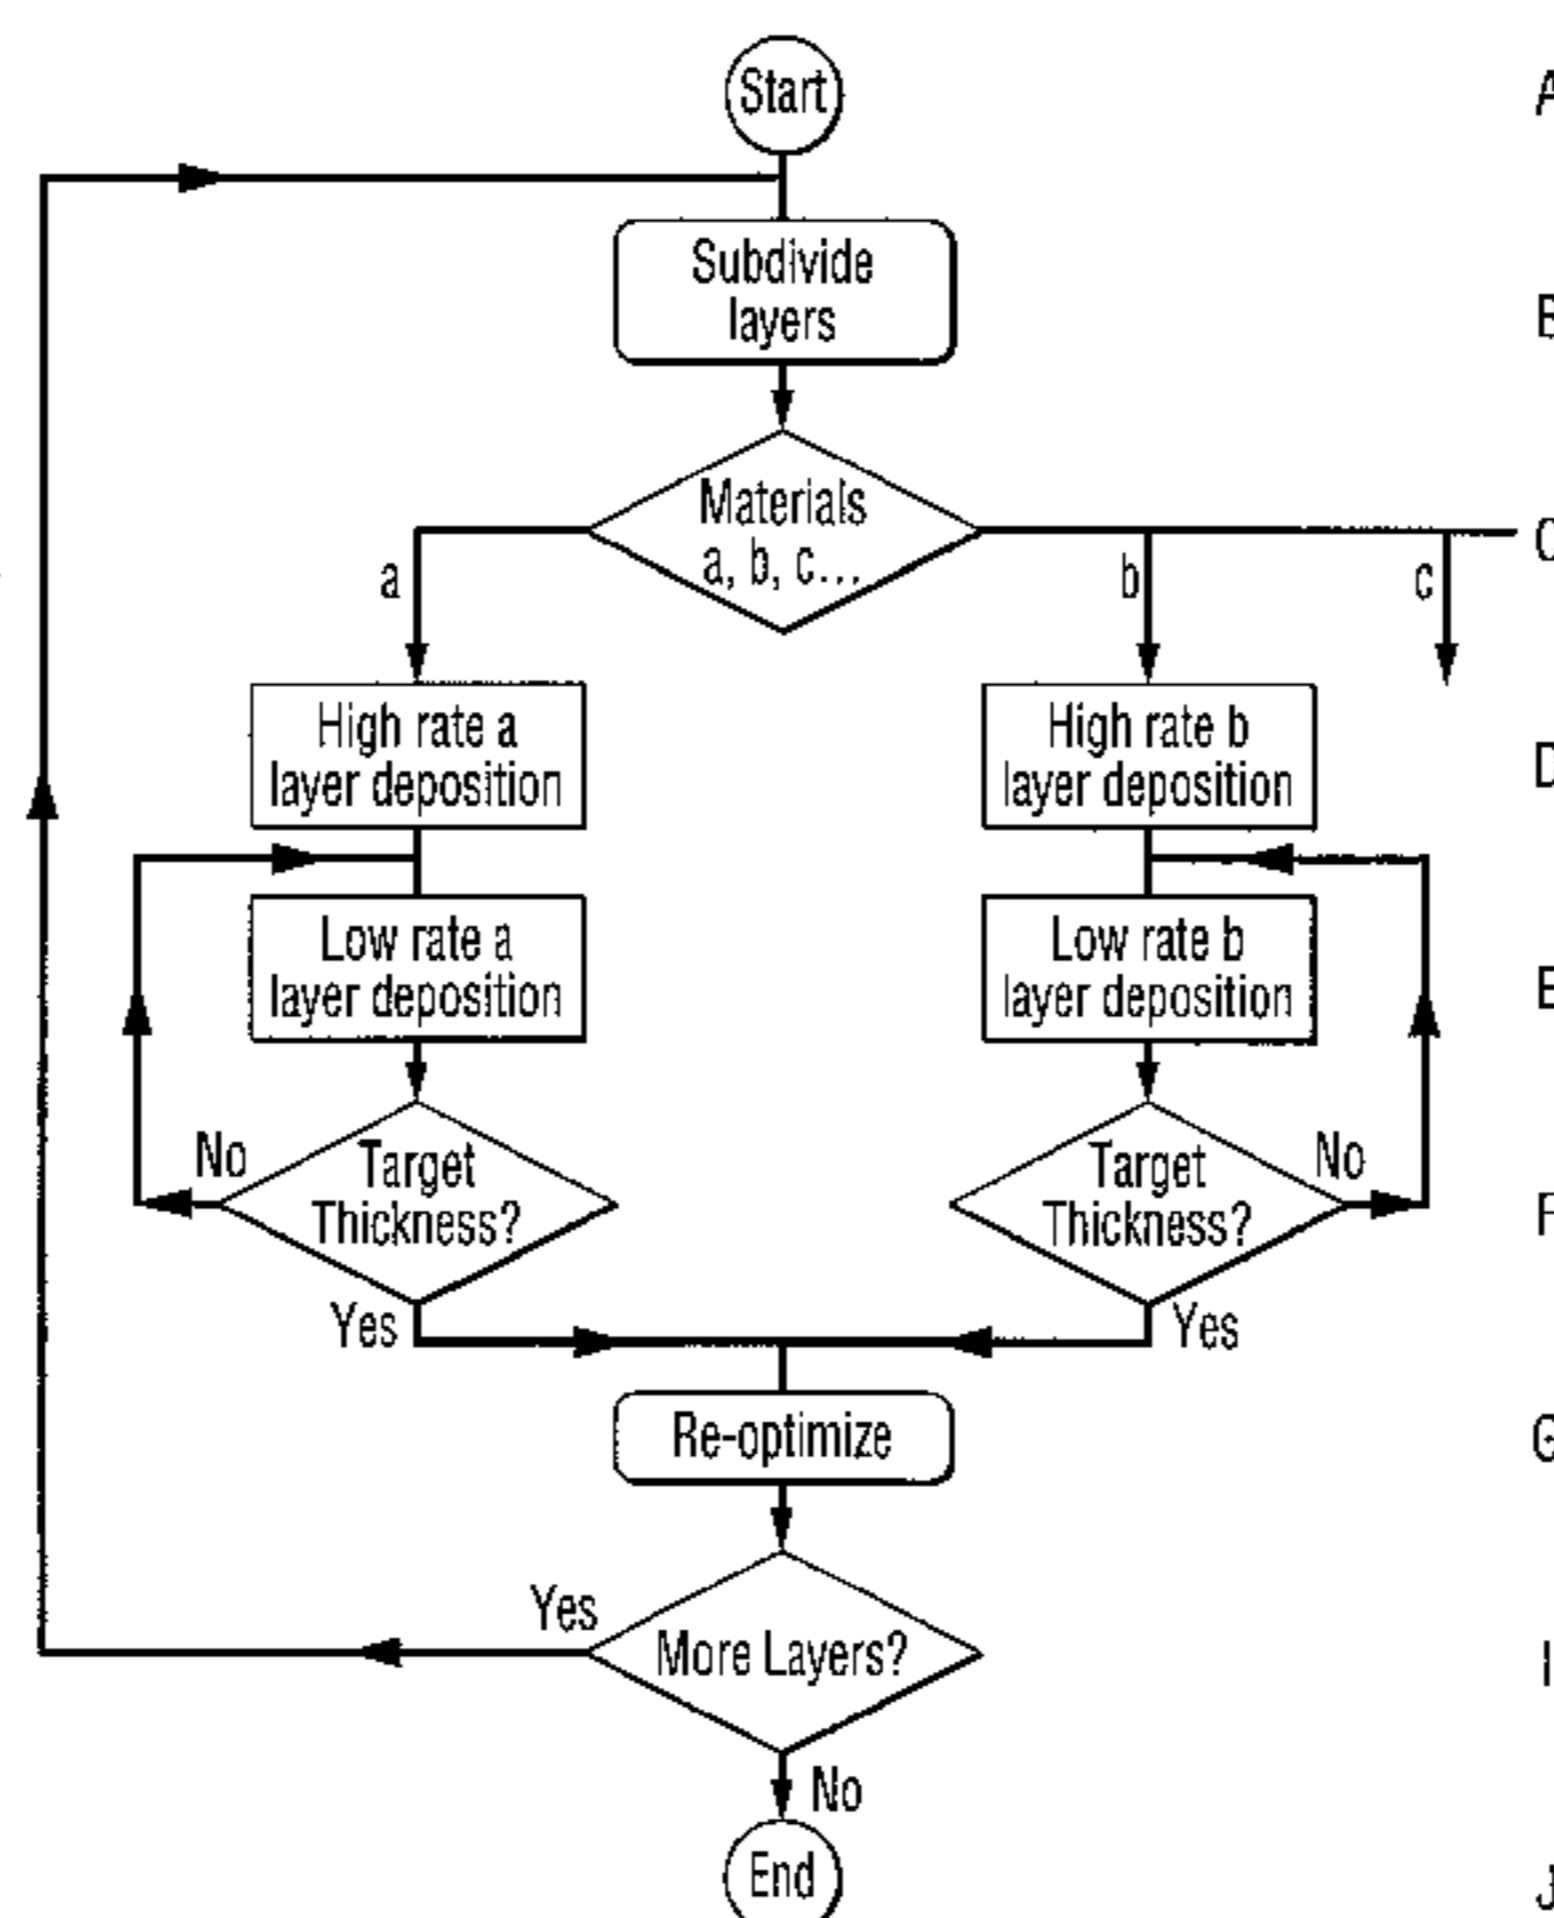 Start
A
Subdivide
layers
B
Materials
a, b, c...
a
b
c
C
High rate a
layer deposition
High rate b
layer deposition
D
Low rate a
layer deposition
Low rate b
layer deposition
E
No
Target
Thickness?
Target
Thickness?
No
F
Yes
Yes
Re-optimize
G
Yes
More Layers?
I
No
End
J